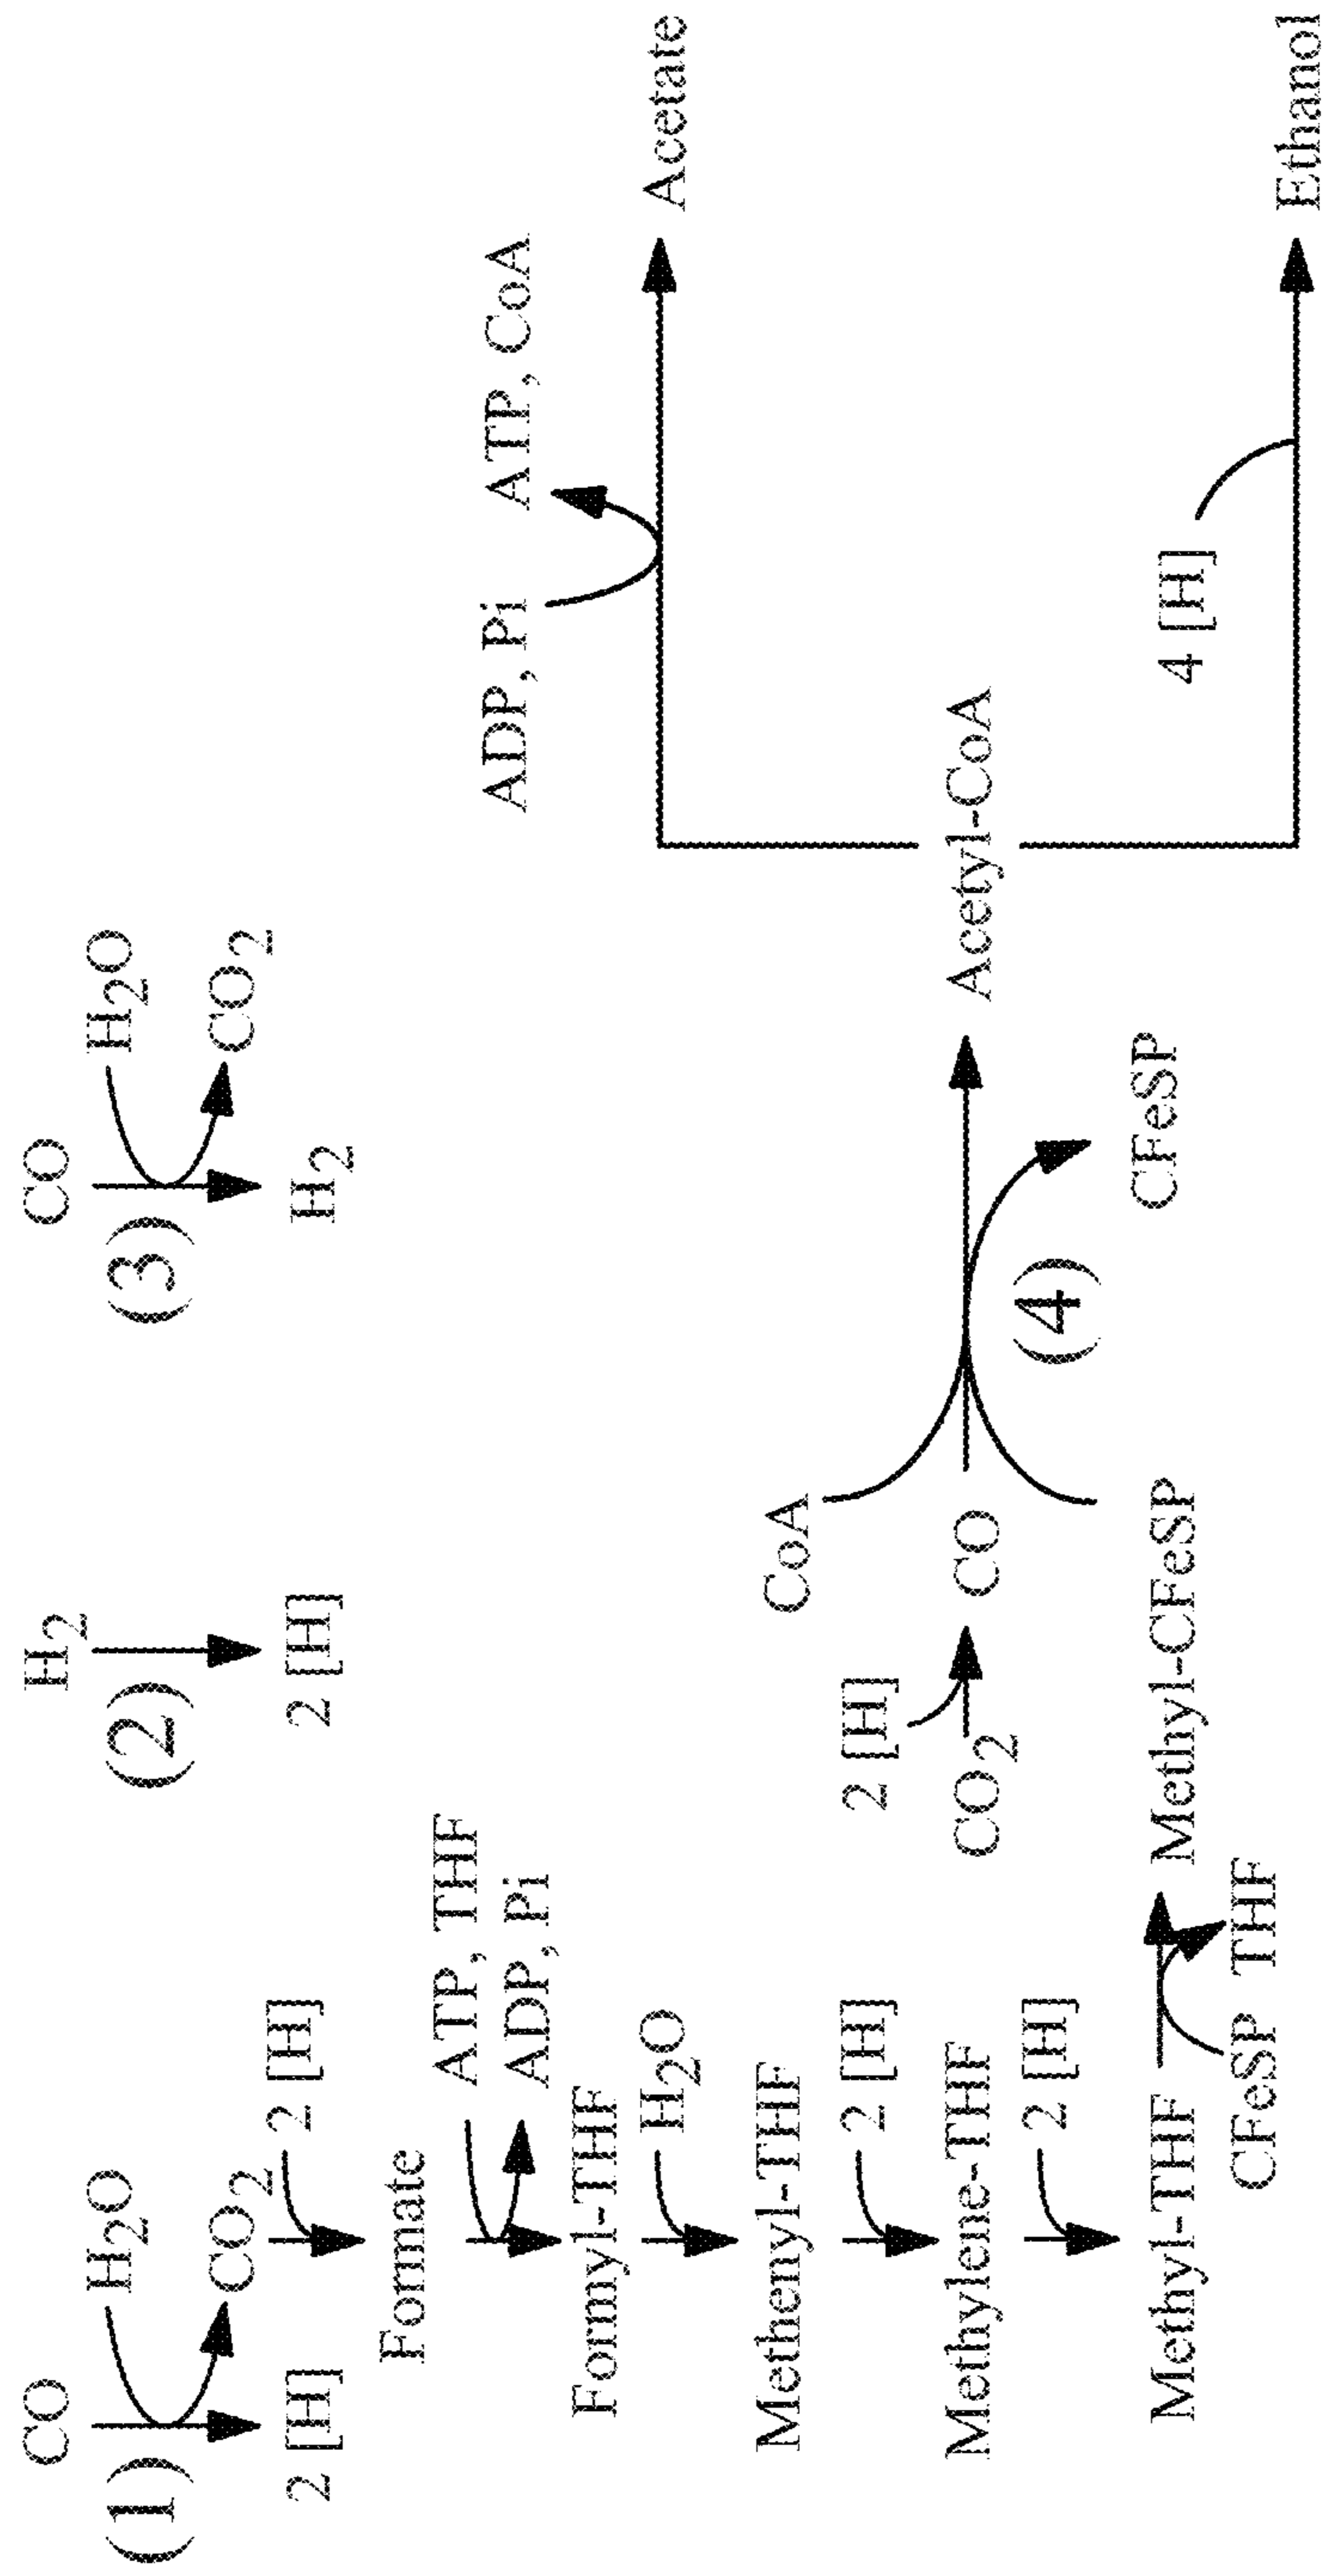 CO
(1)
H2O
CO2
2 [H]
H2
(2)
2 [H]
CO
(3)
H2O
CO2
H2
2 [H]
Formate
ATP, THF
ADP, Pi
Formyl-THF
H2O
Methenyl-THF
2 [H]
Methylene-THF
2 [H]
Methyl-THF
CFeSP
THF
Methyl-CFeSP
CO2
2 [H]
CO
CoA
(4)
CFeSP
Acetyl-CoA
ADP, Pi
ATP, CoA
Acetate
4 [H]
Ethanol